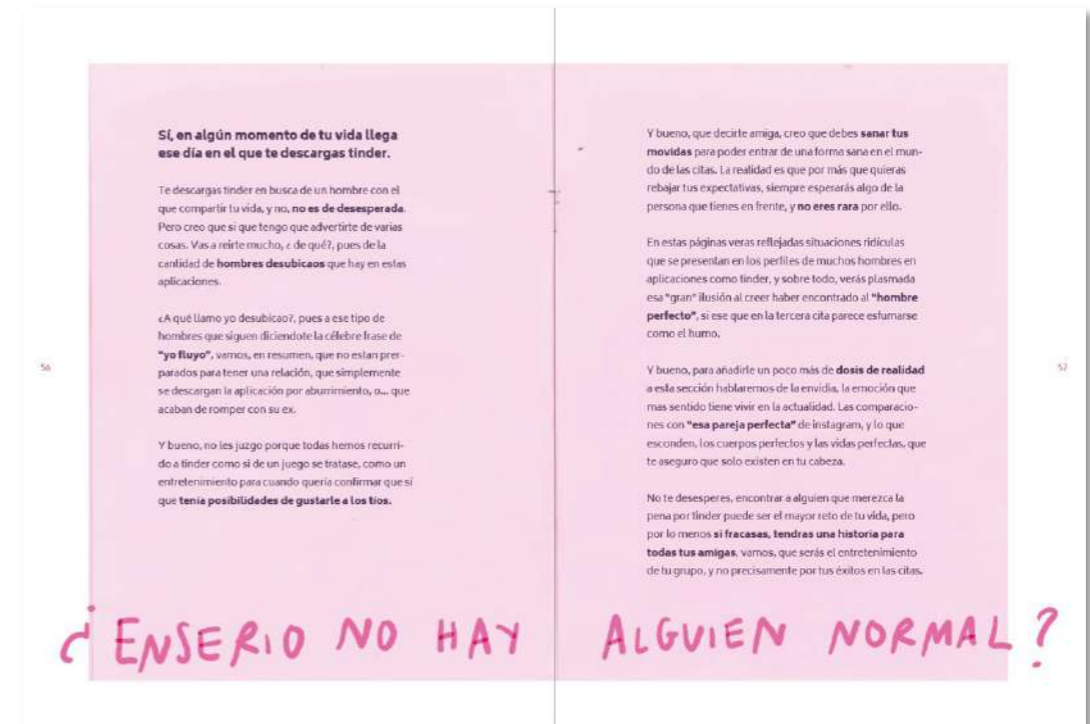 Sí, en algún momento de tu vida llega
ese día en el que te descargas tinder.
Te descargas tinder en busca de un hombre con el
que compartir tu vida, y no, no es de desesperada.
Pero creo que si que tengo que advertirte de varias
cosas. Vas a reirte mucho, ¿ de qué?, pues de la
cantidad de hombres desubicaos que hay en estas
aplicaciones.
¿A qué llamo yo desubicao?, pues a ese tipo de
hombres que siguen diciendote la célebre frase de
"yo fluyo", vamos, en resumen, que no estan prer-
parados para tener una relación, que simplemente
se descargan la aplicación por aburrimiento, o... que
acaban de romper con su ex.
Y bueno, no les juzgo porque todas hemos recurri-
do a tinder como si de un juego se tratase, como un
entretenimiento para cuando quería confirmar que si
que tenía posibilidades de gustarle a los tíos.
56
Y bueno, que decirte amiga, creo que debes sanar tus
movidas para poder entrar de una forma sana en el mun-
do de las citas. La realidad es que por más que quieras
rebajar tus expectativas, siempre esperarás algo de la
persona que tienes en frente, y no eres rara por ello.
En estas páginas veras reflejadas situaciones ridículas
que se presentan en los perfiles de muchos hombres en
aplicaciones como tinder, y sobre todo, verás plasmada
esa "gran" ilusión al creer haber encontrado al "hombre
perfecto", si ese que en la tercera cita parece esfumarse
como el humo.
Y bueno, para añadirle un poco más de dosis de realidad
a esta sección hablaremos de la envidia, la emoción que
mas sentido tiene vivir en la actualidad. Las comparacio-
nes con "esa pareja perfecta" de instagram, y lo que
esconden, los cuerpos perfectos y las vidas perfectas, que
te aseguro que solo existen en tu cabeza.
No te desesperes, encontrar a alguien que merezca la
pena por tinder puede ser el mayor reto de tu vida, pero
por lo menos si fracasas, tendras una historia para
todas tus amigas, vamos, que serás el entretenimiento
de tu grupo, y no precisamente por tus éxitos en las citas.
57
¿ENSERIO NO HAY ALGUIEN NORMAL?